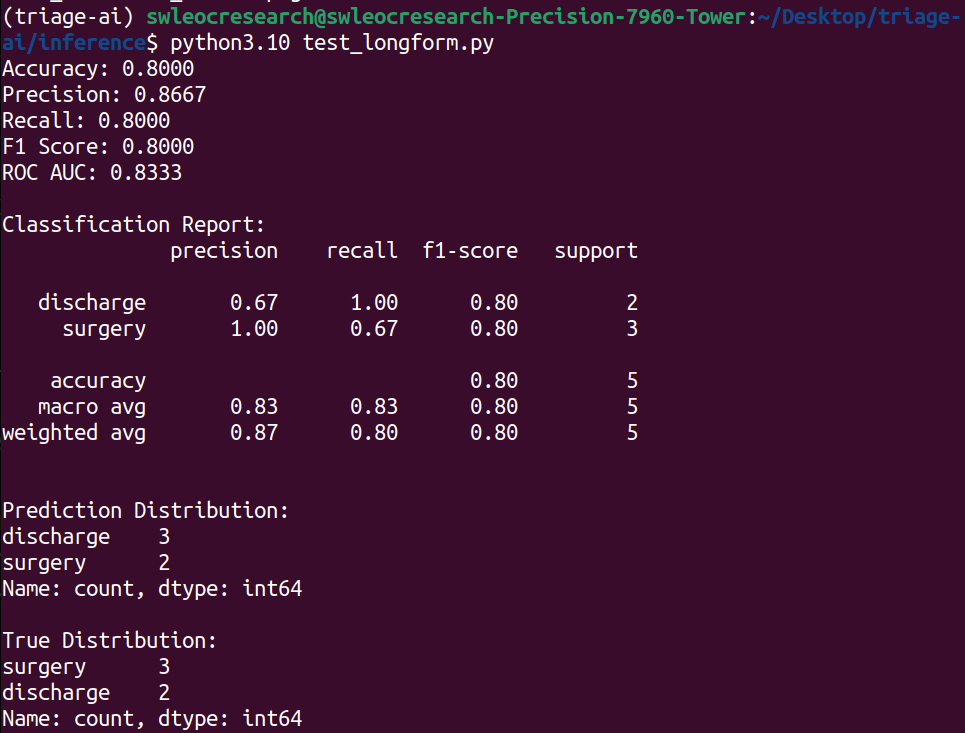 (triage-ai) swleocresearch@swleocresearch-Precision-7960-Tower:~/Desktop/triage-
ai/inference$ python3.10 test_longform.py
Accuracy: 0.8000
Precision: 0.8667
Recall: 0.8000
F1 Score: 0.8000
ROC AUC: 0.8333
Classification Report:
precision recall f1-score support
discharge 0.67 1.00 0.80 2
surgery 1.00 0.67 0.80 3
accuracy 0.80 5
macro avg 0.83 0.83 0.80 5
weighted avg 0.87 0.80 0.80 5
Prediction Distribution:
discharge 3
surgery 2
Name: count, dtype: int64
True Distribution:
surgery 3
discharge 2
Name: count, dtype: int64